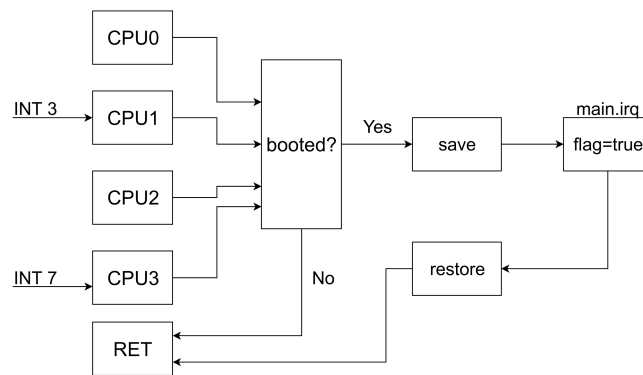 CPU0
INT 3
CPU1
booted?
Yes
save
main.irq
flag=true
CPU2
INT 7
CPU3
No
restore
RET